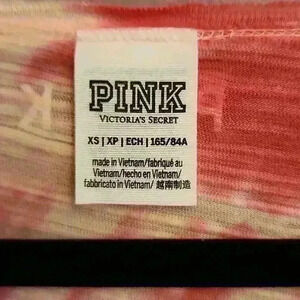 PINK
VICTORIA'S SECRET
XS | XP | ECH | 165/84A
made in Vietnam/fabriqué au
Vietnam/hecho en Vietnam/
fabbricato in Vietnam/ 越南制造